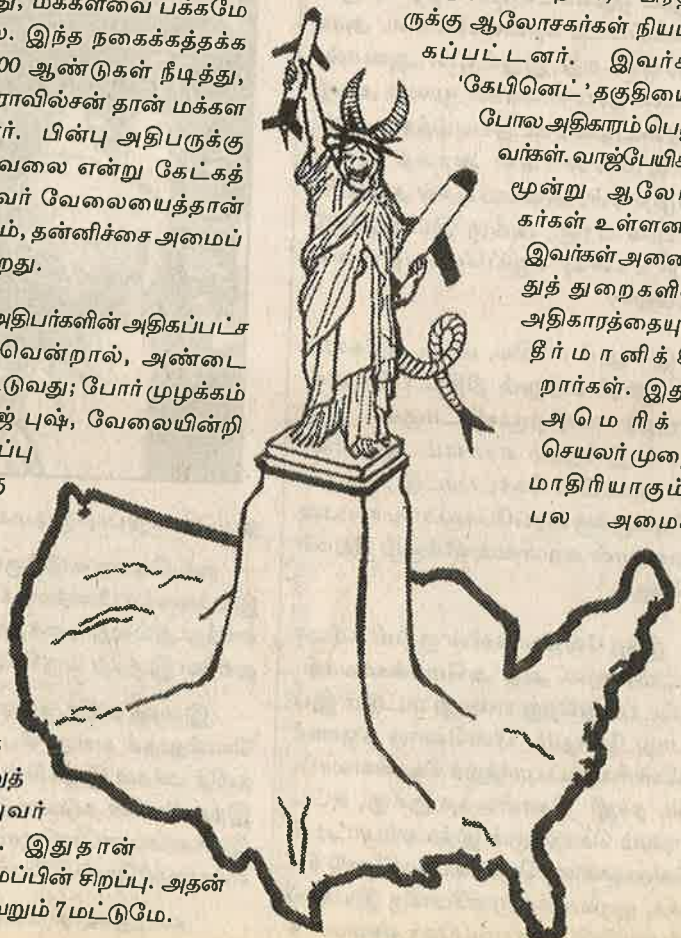 து, மக்களவை பக்கமே
ல. இந்த நகைக்கத்தக்க
00 ஆண்டுகள் நீடித்து,
ராவில்சன் தான் மக்கள
ர். பின்பு அதிபருக்கு
வேலை என்று கேட்கத்
வர் வேலையைத்தான்
ம், தன்னிச்சை அமைப்
றது.
அதிபர்களின் அதிகப்பட்ச
வென்றால், அண்டை
டுவது; போர் முழக்கம்
ஜ் புஷ், வேலையின்றி
ப்பு
த்
வர்
. இதுதான்
மைப்பின் சிறப்பு. அதன்
வறும் 7 மட்டுமே.
ருக்கு ஆலோசகர்கள் நியம
கப்பட்டனர். இவர்க
'கேபினெட்' தகுதியை
போல அதிகாரம் பெற
வர்கள். வாஜ்பேயிக்
மூன்று ஆலோ
கர்கள் உள்ளன
இவர்கள் அனை
துத் துறைகளி
அதிகாரத்தையு
தீர்மானிக்
றார்கள். இது
அமெரிக்
செயலர் முறை
மாதிரியாகும்
பல அமை